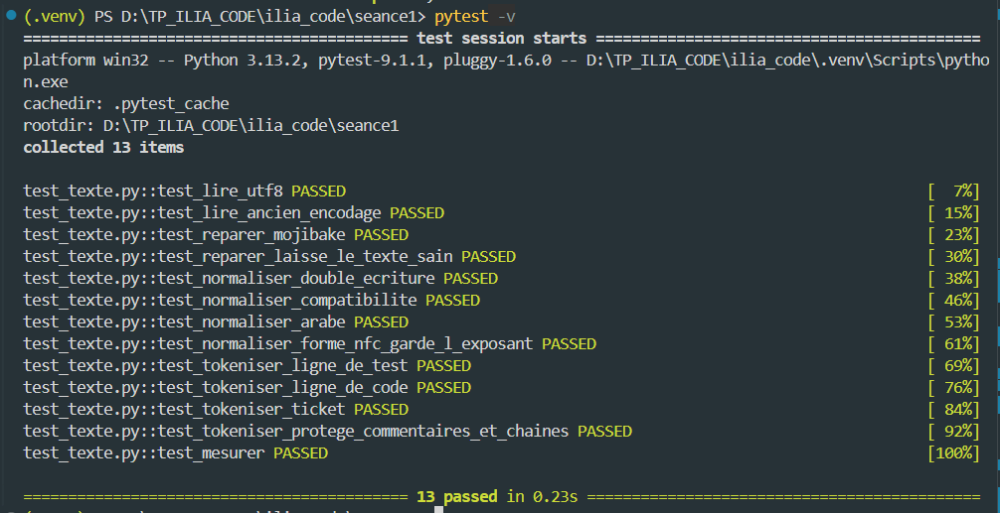 (.venv) PS D:\TP_ILIA_CODE\ilia_code\seance1> pytest -v
========================================== test session starts ==========================================
platform win32 -- Python 3.13.2, pytest-9.1.1, pluggy-1.6.0 -- D:\TP_ILIA_CODE\ilia_code\.venv\Scripts\pytho
n.exe
cachedir: .pytest_cache
rootdir: D:\TP_ILIA_CODE\ilia_code\seance1
collected 13 items
test_texte.py::test_lire_utf8 PASSED [  7%]
test_texte.py::test_lire_ancien_encodage PASSED [ 15%]
test_texte.py::test_reparer_mojibake PASSED [ 23%]
test_texte.py::test_reparer_laisse_le_texte_sain PASSED [ 30%]
test_texte.py::test_normaliser_double_ecriture PASSED [ 38%]
test_texte.py::test_normaliser_compatibilite PASSED [ 46%]
test_texte.py::test_normaliser_arabe PASSED [ 53%]
test_texte.py::test_normaliser_forme_nfc_garde_l_exposant PASSED [ 61%]
test_texte.py::test_tokeniser_ligne_de_test PASSED [ 69%]
test_texte.py::test_tokeniser_ligne_de_code PASSED [ 76%]
test_texte.py::test_tokeniser_ticket PASSED [ 84%]
test_texte.py::test_tokeniser_protege_commentaires_et_chaines PASSED [ 92%]
test_texte.py::test_mesurer PASSED [100%]
========================================== 13 passed in 0.23s ===========================================